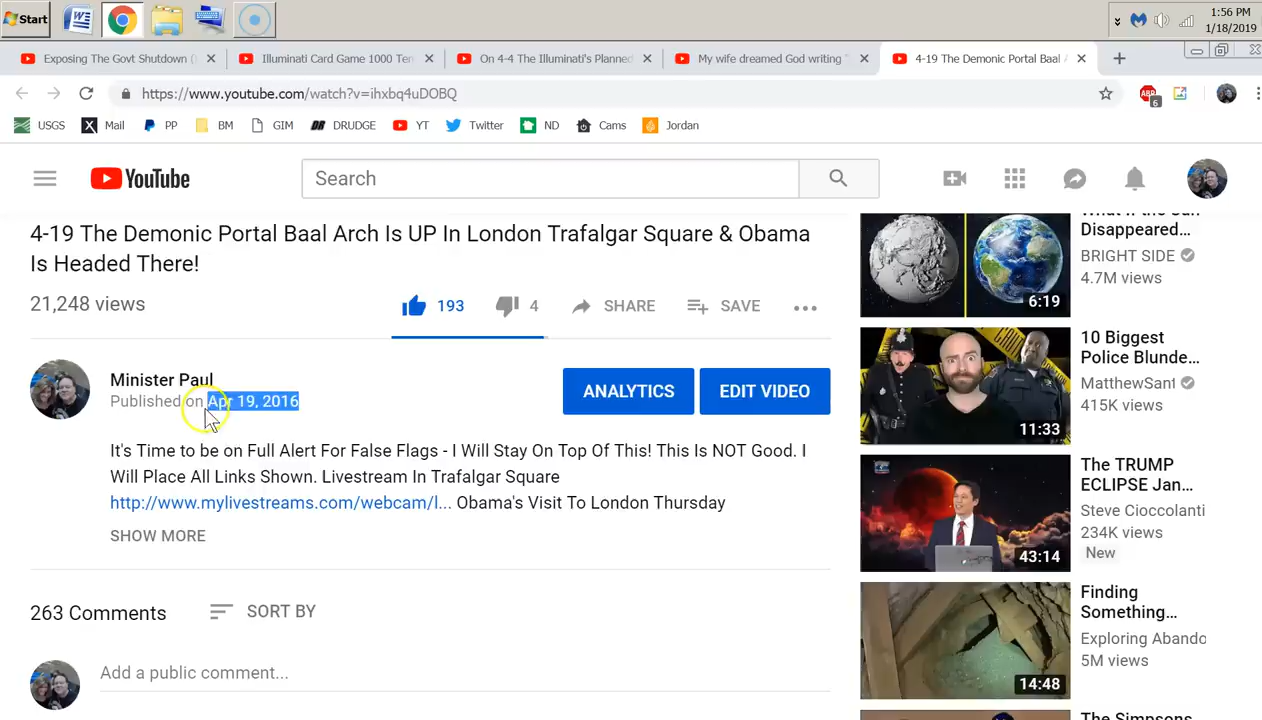 Start
1:56 PM
1/18/2019
Exposing The Govt Shutdown (
Illuminati Card Game 1000 Ten
On 4-4 The Illuminati's Planned
My wife dreamed God writing "
4-19 The Demonic Portal Baal A
https://www.youtube.com/watch?v=ihxbq4uDOBQ
ABP
6
USGS
X Mail
PP
BM
GIM
DR DRUDGE
YT
Twitter
ND
Cams
Jordan
YouTube
Search
4-19 The Demonic Portal Baal Arch Is UP In London Trafalgar Square & Obama
Is Headed There!
21,248 views
193
4
SHARE
SAVE
Minister Paul
Published on Apr 19, 2016
ANALYTICS
EDIT VIDEO
It's Time to be on Full Alert For False Flags - I Will Stay On Top Of This! This Is NOT Good. I
Will Place All Links Shown. Livestream In Trafalgar Square
http://www.mylivestreams.com/webcam/l... Obama's Visit To London Thursday
SHOW MORE
263 Comments
SORT BY
Add a public comment...
Disappeared...
BRIGHT SIDE
4.7M views
6:19
10 Biggest
Police Blunde...
MatthewSant
415K views
11:33
The TRUMP
ECLIPSE Jan...
Steve Cioccolanti
234K views
New
43:14
Finding
Something...
Exploring Abando
5M views
14:48
The Simpsons